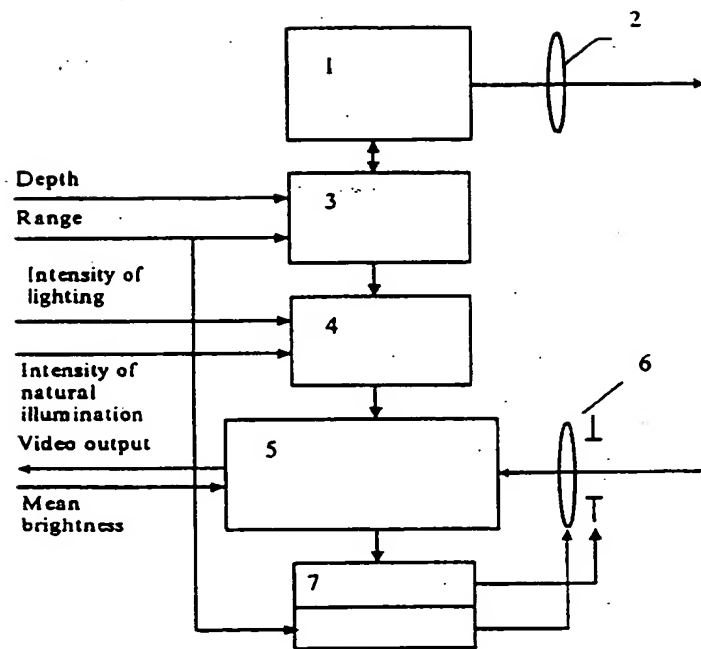 2
1
Depth
3
Range
Intensity of
lighting
4
Intensity of
natural
illumination
6
Video output
5
Mean
brightness
7